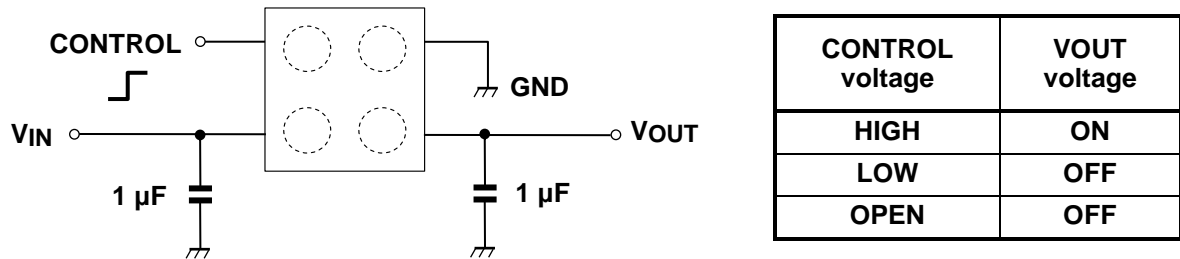 CONTROL
GND
VIN
VOUT
1 µF
1 µF
CONTROL voltage
VOUT voltage
HIGH
ON
LOW
OFF
OPEN
OFF